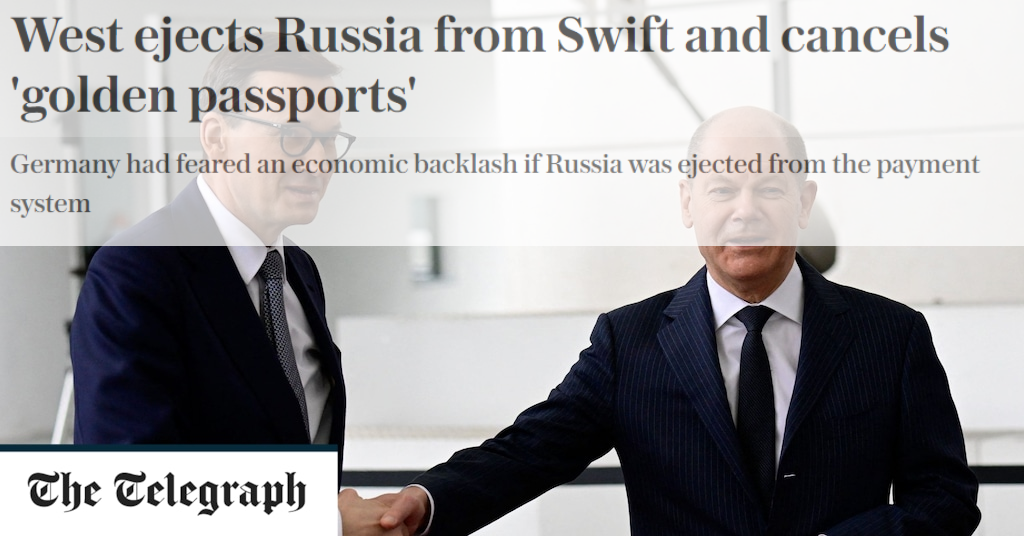 West ejects Russia from Swift and cancels
'golden passports'
Germany had feared an economic backlash if Russia was ejected from the payment
system
The Telegraph